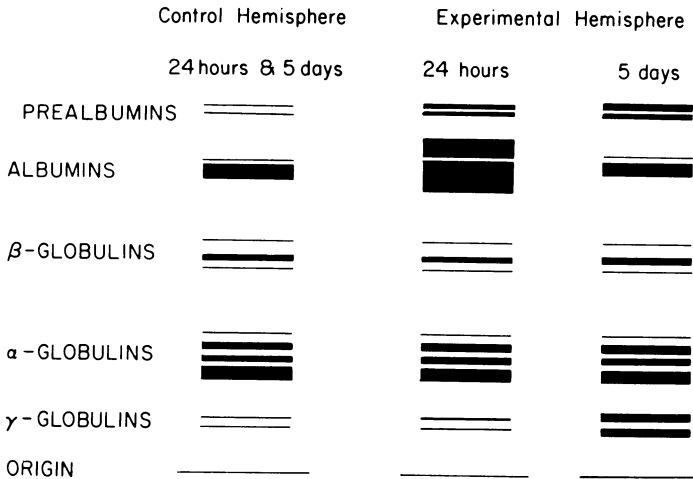 Control Hemisphere Experimental Hemisphere
24 hours & 5 days 24 hours 5 days
PREALBUMINS
ALBUMINS
β-GLOBULINS
α-GLOBULINS
γ-GLOBULINS
ORIGIN